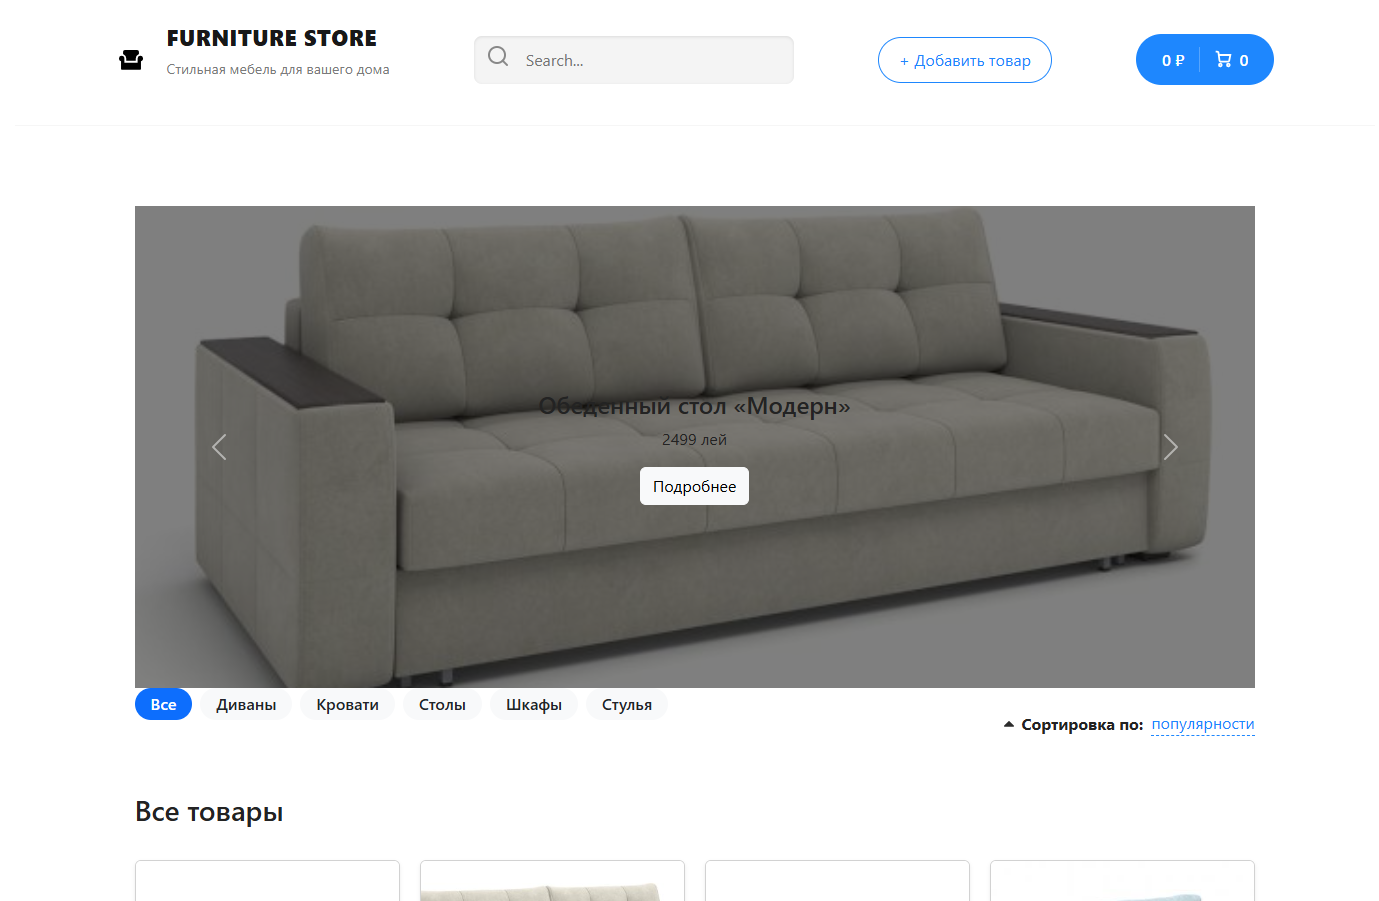 FURNITURE STORE
Стильная мебель для вашего дома
Search...
+ Добавить товар
0 ₽
0
Обеденный стол «Модерн»
2499 лей
Подробнее
Все
Диваны
Кровати
Столы
Шкафы
Стулья
Сортировка по: популярности
Все товары